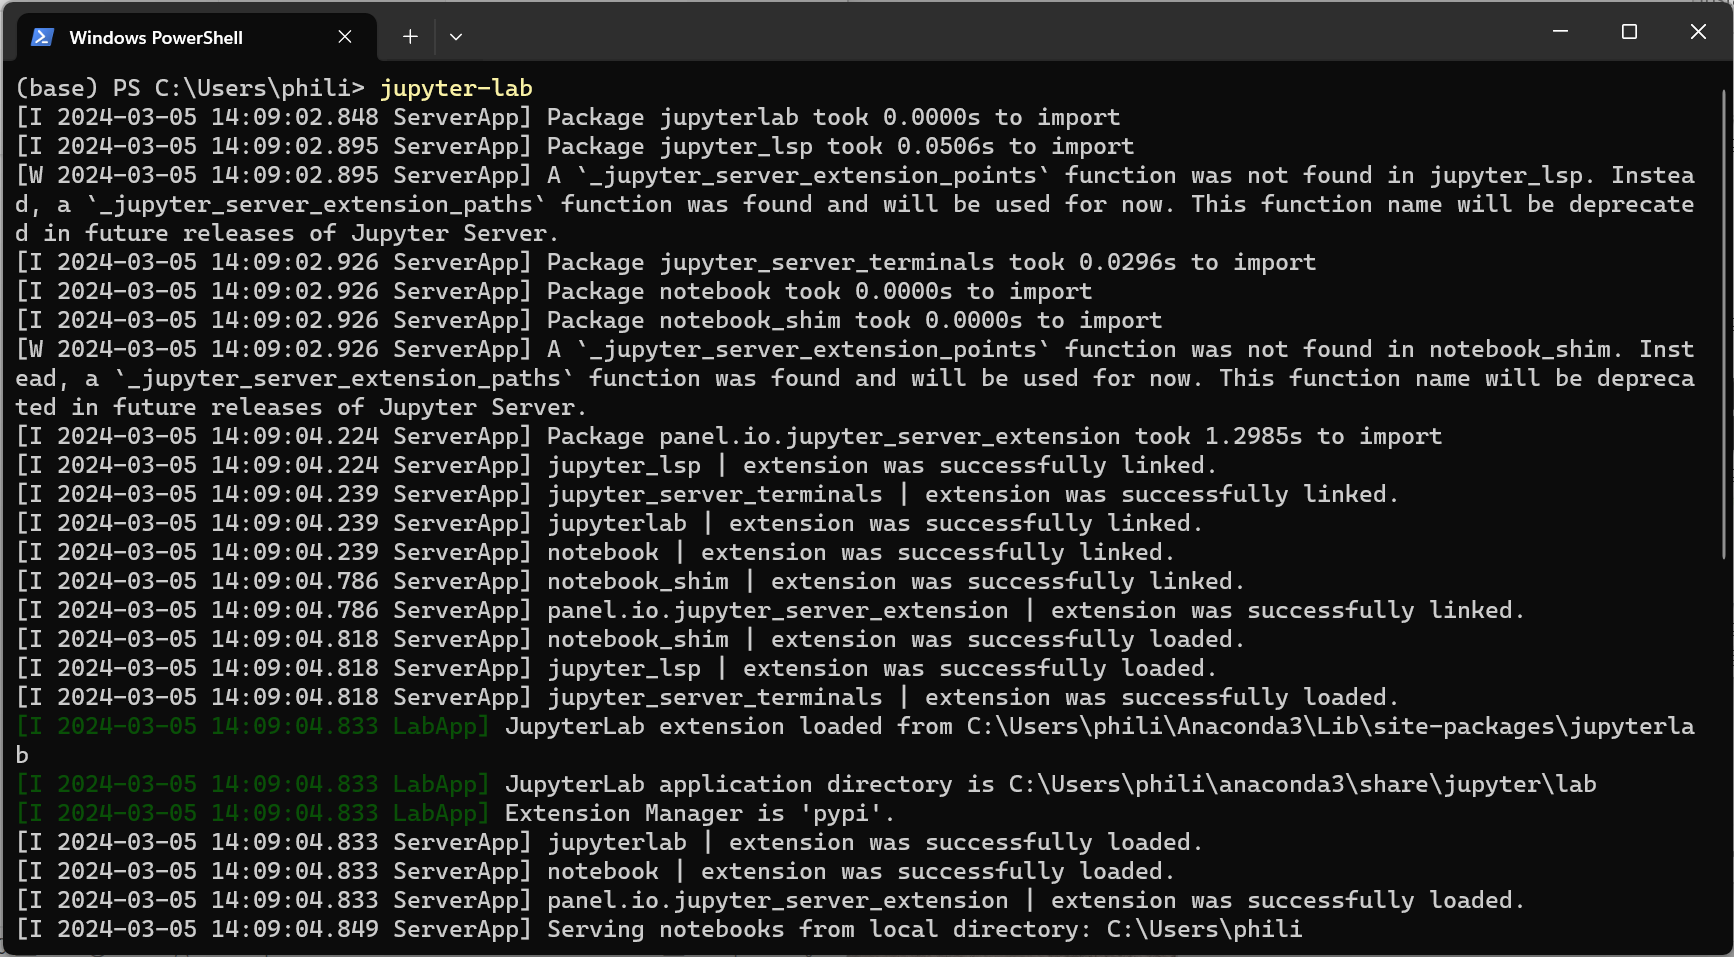 Windows PowerShell
(base) PS C:\Users\phili> jupyter-lab
[I 2024-03-05 14:09:02.848 ServerApp] Package jupyterlab took 0.0000s to import
[I 2024-03-05 14:09:02.895 ServerApp] Package jupyter_lsp took 0.0506s to import
[W 2024-03-05 14:09:02.895 ServerApp] A `_jupyter_server_extension_points` function was not found in jupyter_lsp. Instea
d, a `_jupyter_server_extension_paths` function was found and will be used for now. This function name will be deprecate
d in future releases of Jupyter Server.
[I 2024-03-05 14:09:02.926 ServerApp] Package jupyter_server_terminals took 0.0296s to import
[I 2024-03-05 14:09:02.926 ServerApp] Package notebook took 0.0000s to import
[I 2024-03-05 14:09:02.926 ServerApp] Package notebook_shim took 0.0000s to import
[W 2024-03-05 14:09:02.926 ServerApp] A `_jupyter_server_extension_points` function was not found in notebook_shim. Inst
ead, a `_jupyter_server_extension_paths` function was found and will be used for now. This function name will be depreca
ted in future releases of Jupyter Server.
[I 2024-03-05 14:09:04.224 ServerApp] Package panel.io.jupyter_server_extension took 1.2985s to import
[I 2024-03-05 14:09:04.224 ServerApp] jupyter_lsp | extension was successfully linked.
[I 2024-03-05 14:09:04.239 ServerApp] jupyter_server_terminals | extension was successfully linked.
[I 2024-03-05 14:09:04.239 ServerApp] jupyterlab | extension was successfully linked.
[I 2024-03-05 14:09:04.239 ServerApp] notebook | extension was successfully linked.
[I 2024-03-05 14:09:04.786 ServerApp] notebook_shim | extension was successfully linked.
[I 2024-03-05 14:09:04.786 ServerApp] panel.io.jupyter_server_extension | extension was successfully linked.
[I 2024-03-05 14:09:04.818 ServerApp] notebook_shim | extension was successfully loaded.
[I 2024-03-05 14:09:04.818 ServerApp] jupyter_lsp | extension was successfully loaded.
[I 2024-03-05 14:09:04.818 ServerApp] jupyter_server_terminals | extension was successfully loaded.
[I 2024-03-05 14:09:04.833 LabApp] JupyterLab extension loaded from C:\Users\phili\Anaconda3\Lib\site-packages\jupyterla
b
[I 2024-03-05 14:09:04.833 LabApp] JupyterLab application directory is C:\Users\phili\anaconda3\share\jupyter\lab
[I 2024-03-05 14:09:04.833 LabApp] Extension Manager is 'pypi'.
[I 2024-03-05 14:09:04.833 ServerApp] jupyterlab | extension was successfully loaded.
[I 2024-03-05 14:09:04.833 ServerApp] notebook | extension was successfully loaded.
[I 2024-03-05 14:09:04.833 ServerApp] panel.io.jupyter_server_extension | extension was successfully loaded.
[I 2024-03-05 14:09:04.849 ServerApp] Serving notebooks from local directory: C:\Users\phili